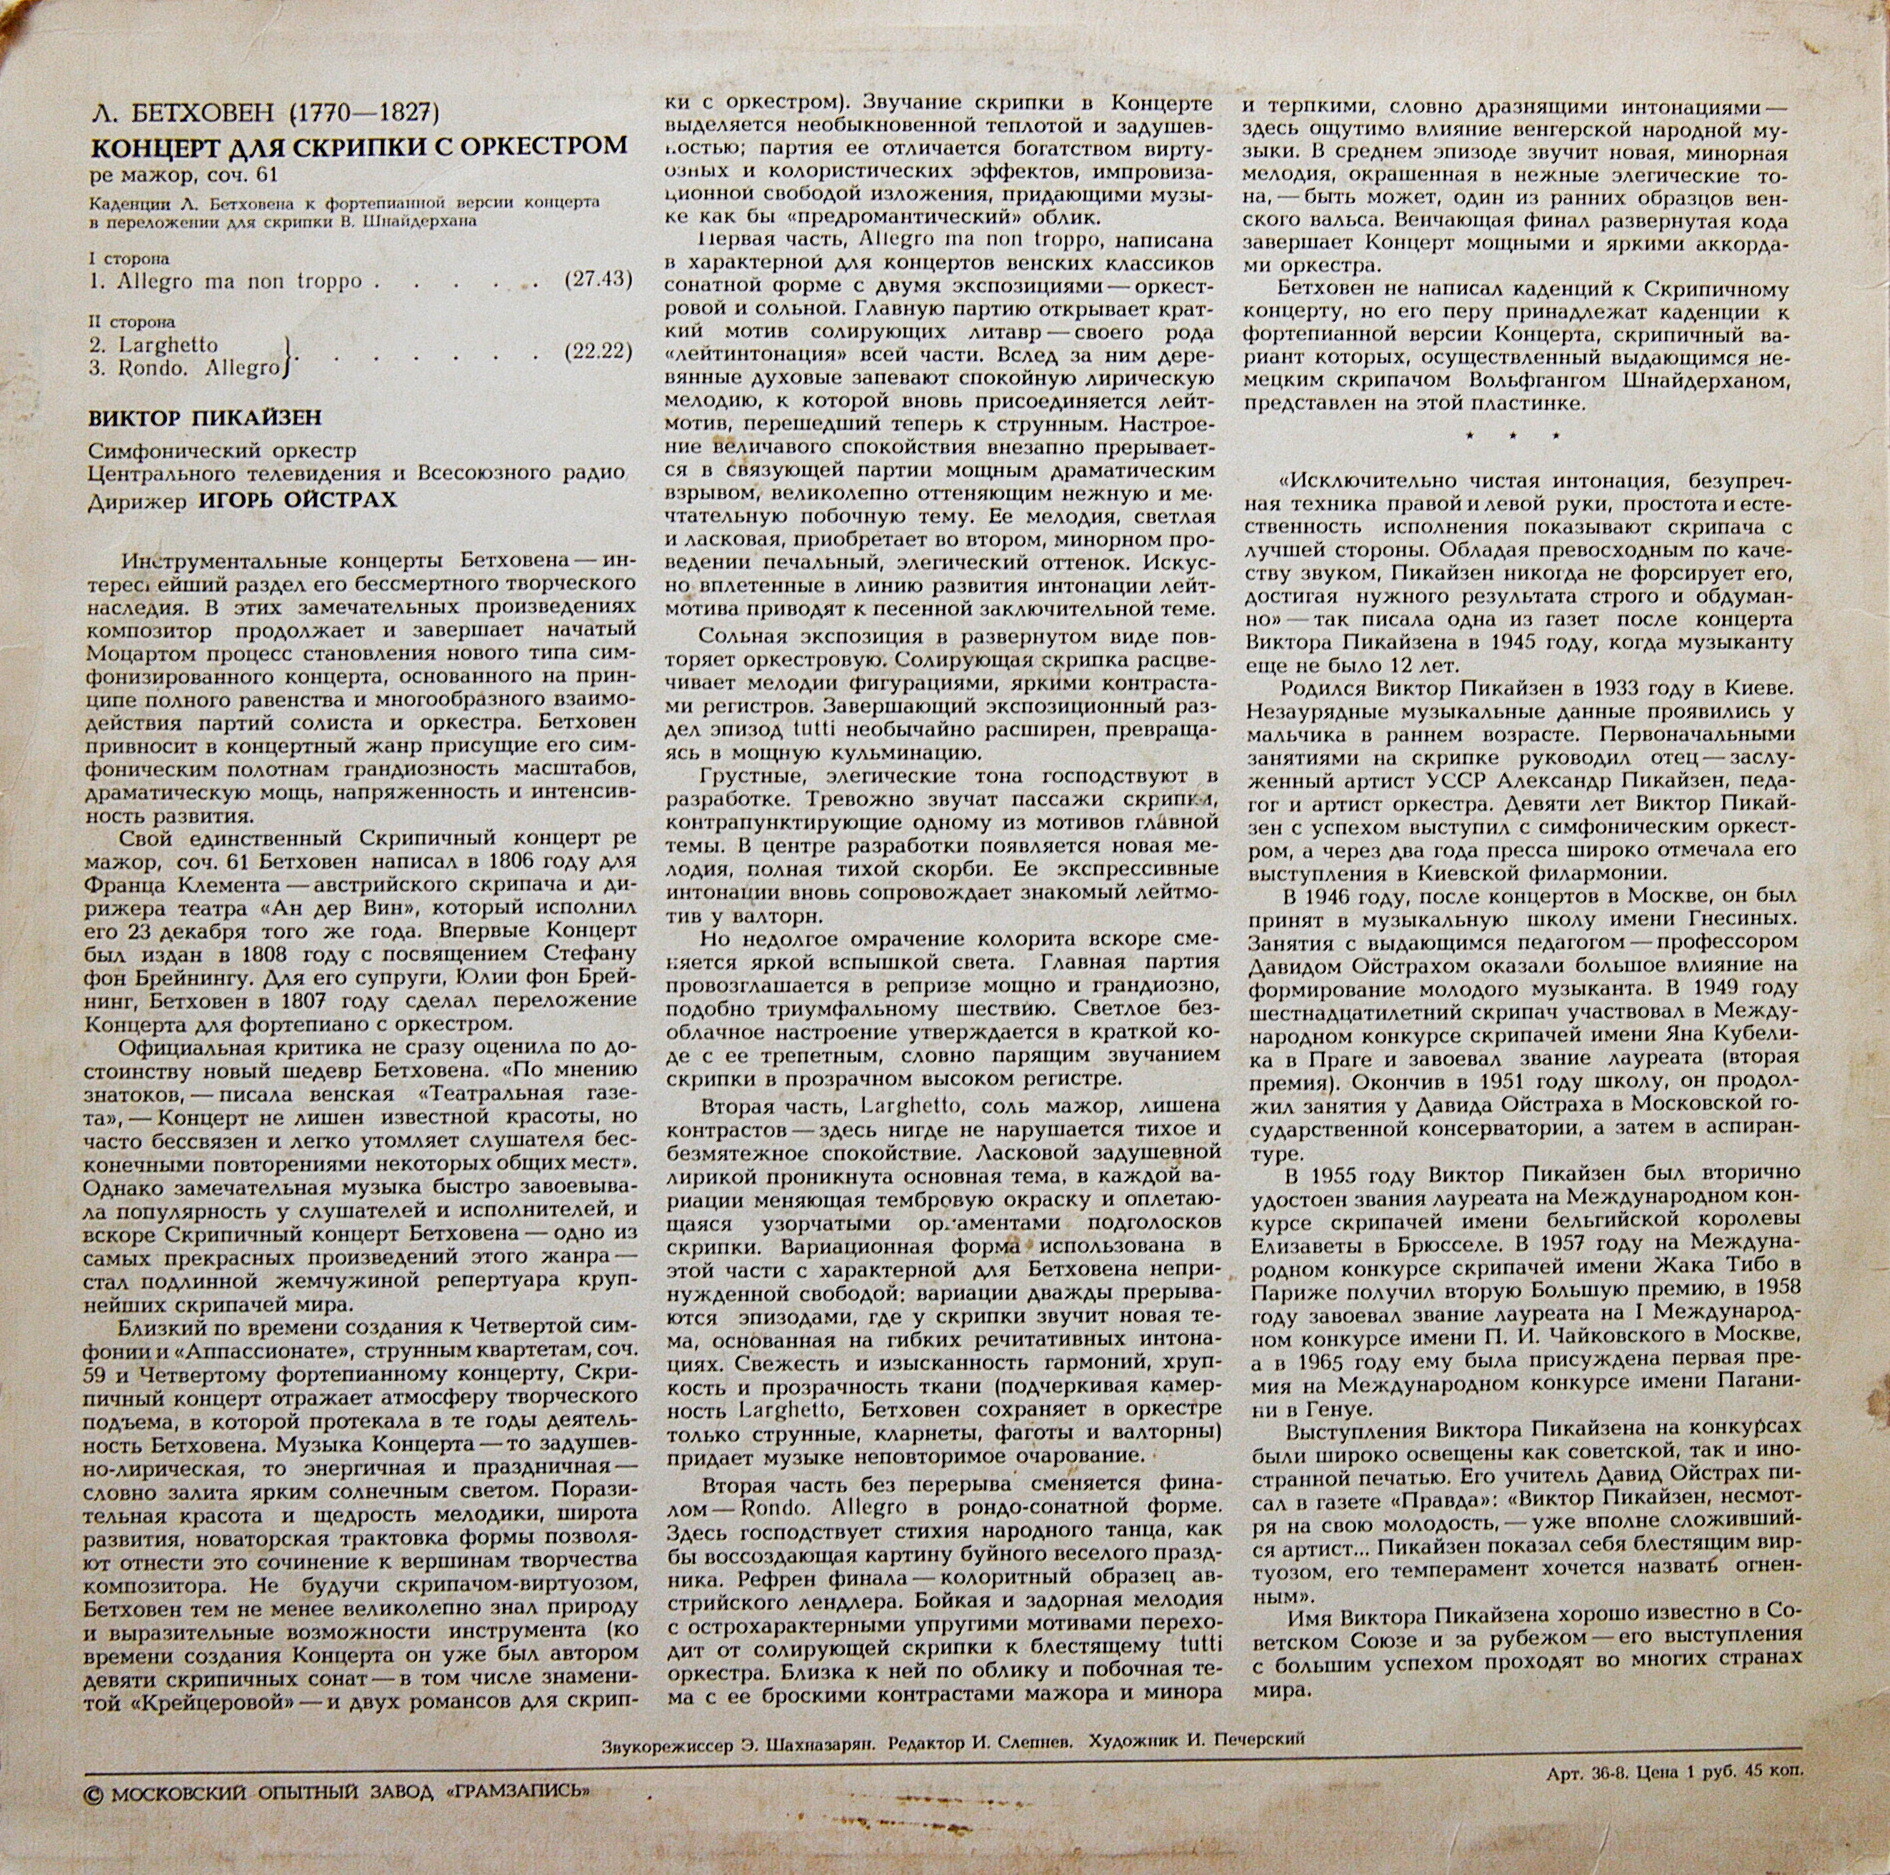 Л. БЕТХОВЕН (1770—1827)
КОНЦЕРТ ДЛЯ СКРИПКИ С ОРКЕСТРОМ
ре мажор, соч. 61
Каденции Л. Бетховена к фортепианной версии концерта
в переложении для скрипки В. Шнайдерхана
I сторона
1. Allegro ma non troppo . . . . . (27.43)
II сторона
2. Larghetto
3. Rondo. Allegro} . . . . . . . (22.22)
ВИКТОР ПИКАЙЗЕН
Симфонический оркестр
Центрального телевидения и Всесоюзного радио
Дирижер ИГОРЬ ОЙСТРАХ
Инструментальные концерты Бетховена — ин-
терес ейший раздел его бессмертного творческого
наследия. В этих замечательных произведениях
композитор продолжает и завершает начатый
Моцартом процесс становления нового типа сим-
фонизированного концерта, основанного на прин-
ципе полного равенства и многообразного взаимо-
действия партий солиста и оркестра. Бетховен
привносит в концертный жанр присущие его сим-
фоническим полотнам грандиозность масштабов,
драматическую мощь, напряженность и интенсив-
ность развития.
Свой единственный Скрипичный концерт ре
мажор, соч. 61 Бетховен написал в 1806 году для
Франца Клемента — австрийского скрипача и ди-
рижера театра «Ан дер Вин», который исполнил
его 23 декабря того же года. Впервые Концерт
был издан в 1808 году с посвящением Стефану
фон Брейнингу. Для его супруги, Юлии фон Брей-
нинг, Бетховен в 1807 году сделал переложение
Концерта для фортепиано с оркестром.
Официальная критика не сразу оценила по до-
стоинству новый шедевр Бетховена. «По мнению
знатоков, — писала венская «Театральная газе-
та», — Концерт не лишен известной красоты, но
часто бессвязен и легко утомляет слушателя бес-
конечными повторениями некоторых общих мест».
Однако замечательная музыка быстро завоевыва-
ла популярность у слушателей и исполнителей, и
вскоре Скрипичный концерт Бетховена — одно из
самых прекрасных произведений этого жанра —
стал подлинной жемчужиной репертуара круп-
нейших скрипачей мира.
Близкий по времени создания к Четвертой сим-
фонии и «Аппассионате», струнным квартетам, соч.
59 и Четвертому фортепианному концерту, Скри-
пичный концерт отражает атмосферу творческого
подъема, в которой протекала в те годы деятель-
ность Бетховена. Музыка Концерта — то задушев-
но-лирическая, то энергичная и праздничная —
словно залита ярким солнечным светом. Порази-
тельная красота и щедрость мелодики, широта
развития, новаторская трактовка формы позволя-
ют отнести это сочинение к вершинам творчества
композитора. Не будучи скрипачом-виртуозом,
Бетховен тем не менее великолепно знал природу
и выразительные возможности инструмента (ко
времени создания Концерта он уже был автором
девяти скрипичных сонат — в том числе знамени-
той «Крейцеровой» — и двух романсов для скрип-
ки с оркестром). Звучание скрипки в Концерте
выделяется необыкновенной теплотой и задушев-
ностью; партия ее отличается богатством вирту-
озных и колористических эффектов, импровиза-
ционной свободой изложения, придающими музы-
ке как бы «предромантический» облик.
Первая часть, Allegro ma non troppo, написана
в характерной для концертов венских классиков
сонатной форме с двумя экспозициями — оркест-
ровой и сольной. Главную партию открывает крат-
кий мотив солирующих литавр — своего рода
«лейтинтонация» всей части. Вслед за ним дере-
вянные духовые запевают спокойную лирическую
мелодию, к которой вновь присоединяется лейт-
мотив, перешедший теперь к струнным. Настрое-
ние величавого спокойствия внезапно прерывает-
ся в связующей партии мощным драматическим
взрывом, великолепно оттеняющим нежную и ме-
чтательную побочную тему. Ее мелодия, светлая
и ласковая, приобретает во втором, минорном про-
ведении печальный, элегический оттенок. Искус-
но вплетенные в линию развития интонации лейт-
мотива приводят к песенной заключительной теме.
Сольная экспозиция в развернутом виде пов-
торяет оркестровую. Солирующая скрипка расцве-
чивает мелодии фигурациями, яркими контраста-
ми регистров. Завершающий экспозиционный раз-
дел эпизод tutti необычайно расширен, превраща-
ясь в мощную кульминацию.
Грустные, элегические тона господствуют в
разработке. Тревожно звучат пассажи скрипки,
контрапунктирующие одному из мотивов главной
темы. В центре разработки появляется новая ме-
лодия, полная тихой скорби. Ее экспрессивные
интонации вновь сопровождает знакомый лейтмо-
тив у валторн.
Но недолгое омрачение колорита вскоре сме-
няется яркой вспышкой света. Главная партия
провозглашается в репризе мощно и грандиозно,
подобно триумфальному шествию. Светлое без-
облачное настроение утверждается в краткой ко-
де с ее трепетным, словно парящим звучанием
скрипки в прозрачном высоком регистре.
Вторая часть, Larghetto, соль мажор, лишена
контрастов — здесь нигде не нарушается тихое и
безмятежное спокойствие. Ласковой задушевной
лирикой проникнута основная тема, в каждой ва-
риации меняющая тембровую окраску и оплетаю-
щаяся узорчатыми орнаментами подголосков
скрипки. Вариационная форма использована в
этой части с характерной для Бетховена непри-
нужденной свободой: вариации дважды прерыва-
ются эпизодами, где у скрипки звучит новая те-
ма, основанная на гибких речитативных интона-
циях. Свежесть и изысканность гармоний, хруп-
кость и прозрачность ткани (подчеркивая камер-
ность Larghetto, Бетховен сохраняет в оркестре
только струнные, кларнеты, фаготы и валторны)
придает музыке неповторимое очарование.
Вторая часть без перерыва сменяется фина-
лом — Rondo. Allegro в рондо-сонатной форме.
Здесь господствует стихия народного танца, как
бы воссоздающая картину буйного веселого празд-
ника. Рефрен финала — колоритный образец ав-
стрийского лендлера. Бойкая и задорная мелодия
с острохарактерными упругими мотивами перехо-
дит от солирующей скрипки к блестящему tutti
оркестра. Близка к ней по облику и побочная те-
ма с ее броскими контрастами мажора и минора
и терпкими, словно дразнящими интонациями —
здесь ощутимо влияние венгерской народной му-
зыки. В среднем эпизоде звучит новая, минорная
мелодия, окрашенная в нежные элегические то-
на, — быть может, один из ранних образцов вен-
ского вальса. Венчающая финал развернутая кода
завершает Концерт мощными и яркими аккорда-
ми оркестра.
Бетховен не написал каденций к Скрипичному
концерту, но его перу принадлежат каденции к
фортепианной версии Концерта, скрипичный ва-
риант которых, осуществленный выдающимся не-
мецким скрипачом Вольфгангом Шнайдерханом,
представлен на этой пластинке.
* * *
«Исключительно чистая интонация, безупреч-
ная техника правой и левой руки, простота и есте-
ственность исполнения показывают скрипача с
лучшей стороны. Обладая превосходным по каче-
ству звуком, Пикайзен никогда не форсирует его,
достигая нужного результата строго и обдуман-
но» — так писала одна из газет после концерта
Виктора Пикайзена в 1945 году, когда музыканту
еще не было 12 лет.
Родился Виктор Пикайзен в 1933 году в Киеве.
Незаурядные музыкальные данные проявились у
мальчика в раннем возрасте. Первоначальными
занятиями на скрипке руководил отец — заслу-
женный артист УССР Александр Пикайзен, педа-
гог и артист оркестра. Девяти лет Виктор Пикай-
зен с успехом выступил с симфоническим оркест-
ром, а через два года пресса широко отмечала его
выступления в Киевской филармонии.
В 1946 году, после концертов в Москве, он был
принят в музыкальную школу имени Гнесиных.
Занятия с выдающимся педагогом — профессором
Давидом Ойстрахом оказали большое влияние на
формирование молодого музыканта. В 1949 году
шестнадцатилетний скрипач участвовал в Между-
народном конкурсе скрипачей имени Яна Кубели-
ка в Праге и завоевал звание лауреата (вторая
премия). Окончив в 1951 году школу, он продол-
жил занятия у Давида Ойстраха в Московской го-
сударственной консерватории, а затем в аспиран-
туре.
В 1955 году Виктор Пикайзен был вторично
удостоен звания лауреата на Международном кон-
курсе скрипачей имени бельгийской королевы
Елизаветы в Брюсселе. В 1957 году на Междуна-
родном конкурсе скрипачей имени Жака Тибо в
Париже получил вторую Большую премию, в 1958
году завоевал звание лауреата на I Международ-
ном конкурсе имени П. И. Чайковского в Москве,
а в 1965 году ему была присуждена первая пре-
мия на Международном конкурсе имени Пагани-
ни в Генуе.
Выступления Виктора Пикайзена на конкурсах
были широко освещены как советской, так и ино-
странной печатью. Его учитель Давид Ойстрах пи-
сал в газете «Правда»: «Виктор Пикайзен, несмот-
ря на свою молодость, — уже вполне сложивший-
ся артист... Пикайзен показал себя блестящим вир-
туозом, его темперамент хочется назвать огнен-
ным».
Имя Виктора Пикайзена хорошо известно в Со-
ветском Союзе и за рубежом — его выступления
с большим успехом проходят во многих странах
мира.
Звукорежиссер Э. Шахназарян. Редактор И. Слепнев. Художник И. Печерский
© МОСКОВСКИЙ ОПЫТНЫЙ ЗАВОД «ГРАМЗАПИСЬ»
Арт. 36-8. Цена 1 руб. 45 коп.